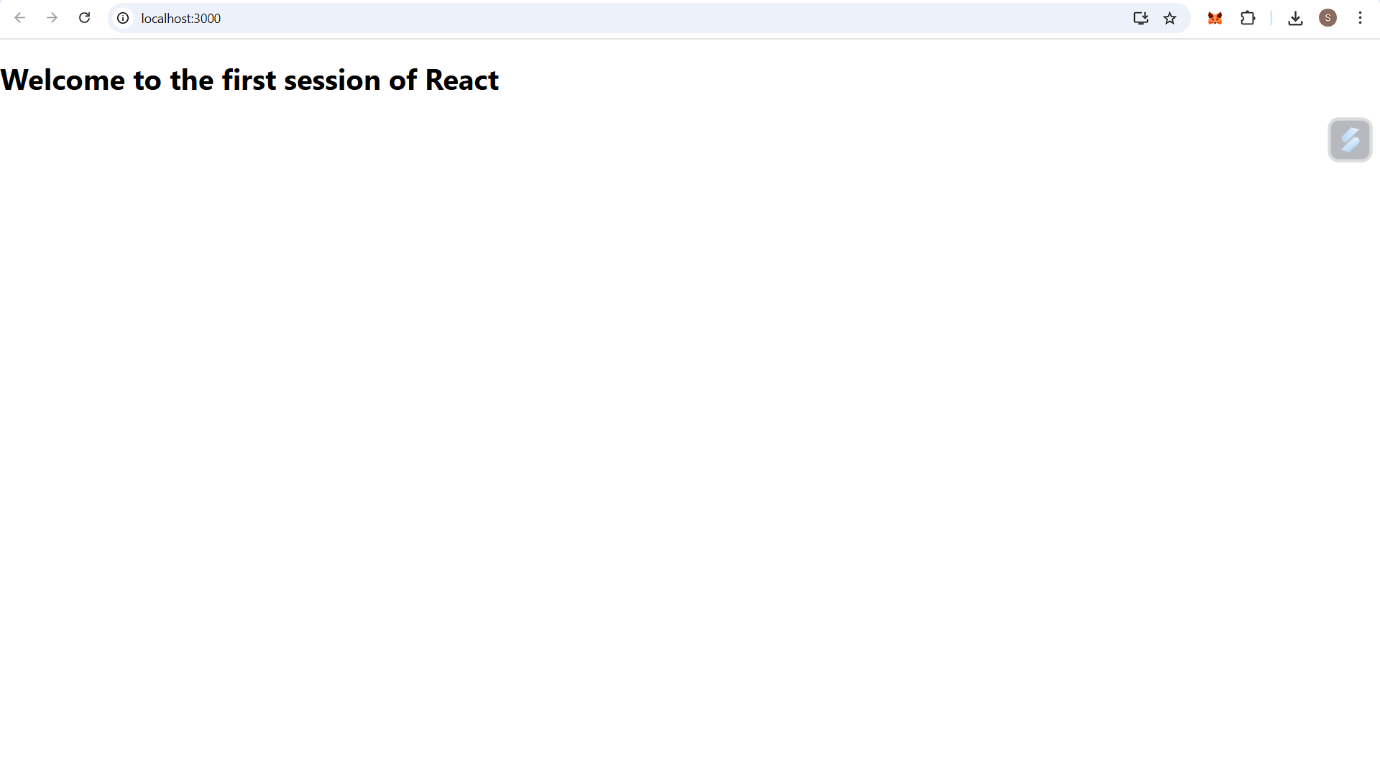 localhost:3000
S
Welcome to the first session of React